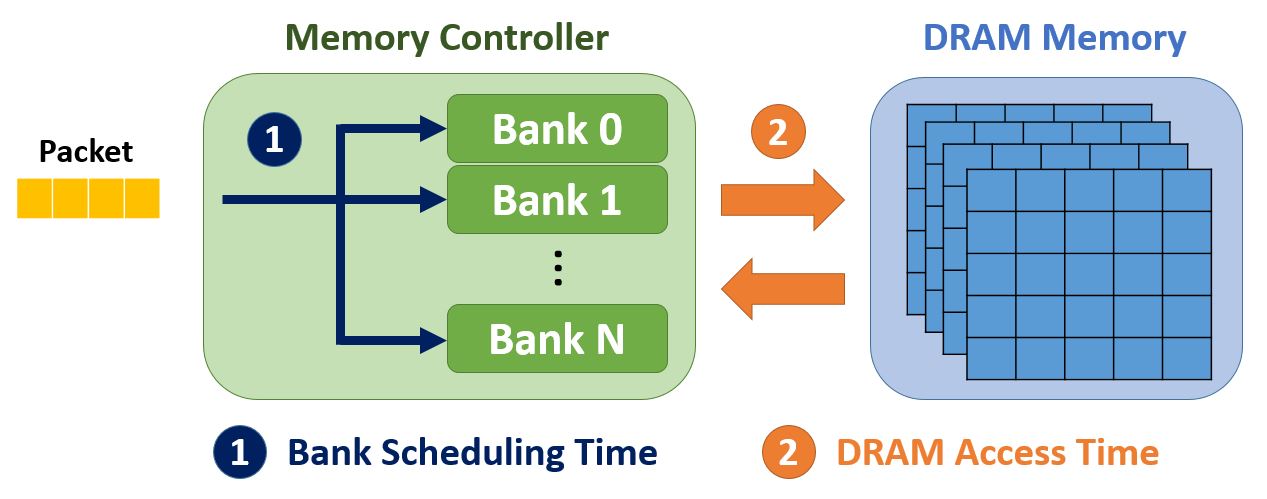 Memory Controller
DRAM Memory
Packet
1
Bank 0
Bank 1
⋮
Bank N
2
1 Bank Scheduling Time
2 DRAM Access Time